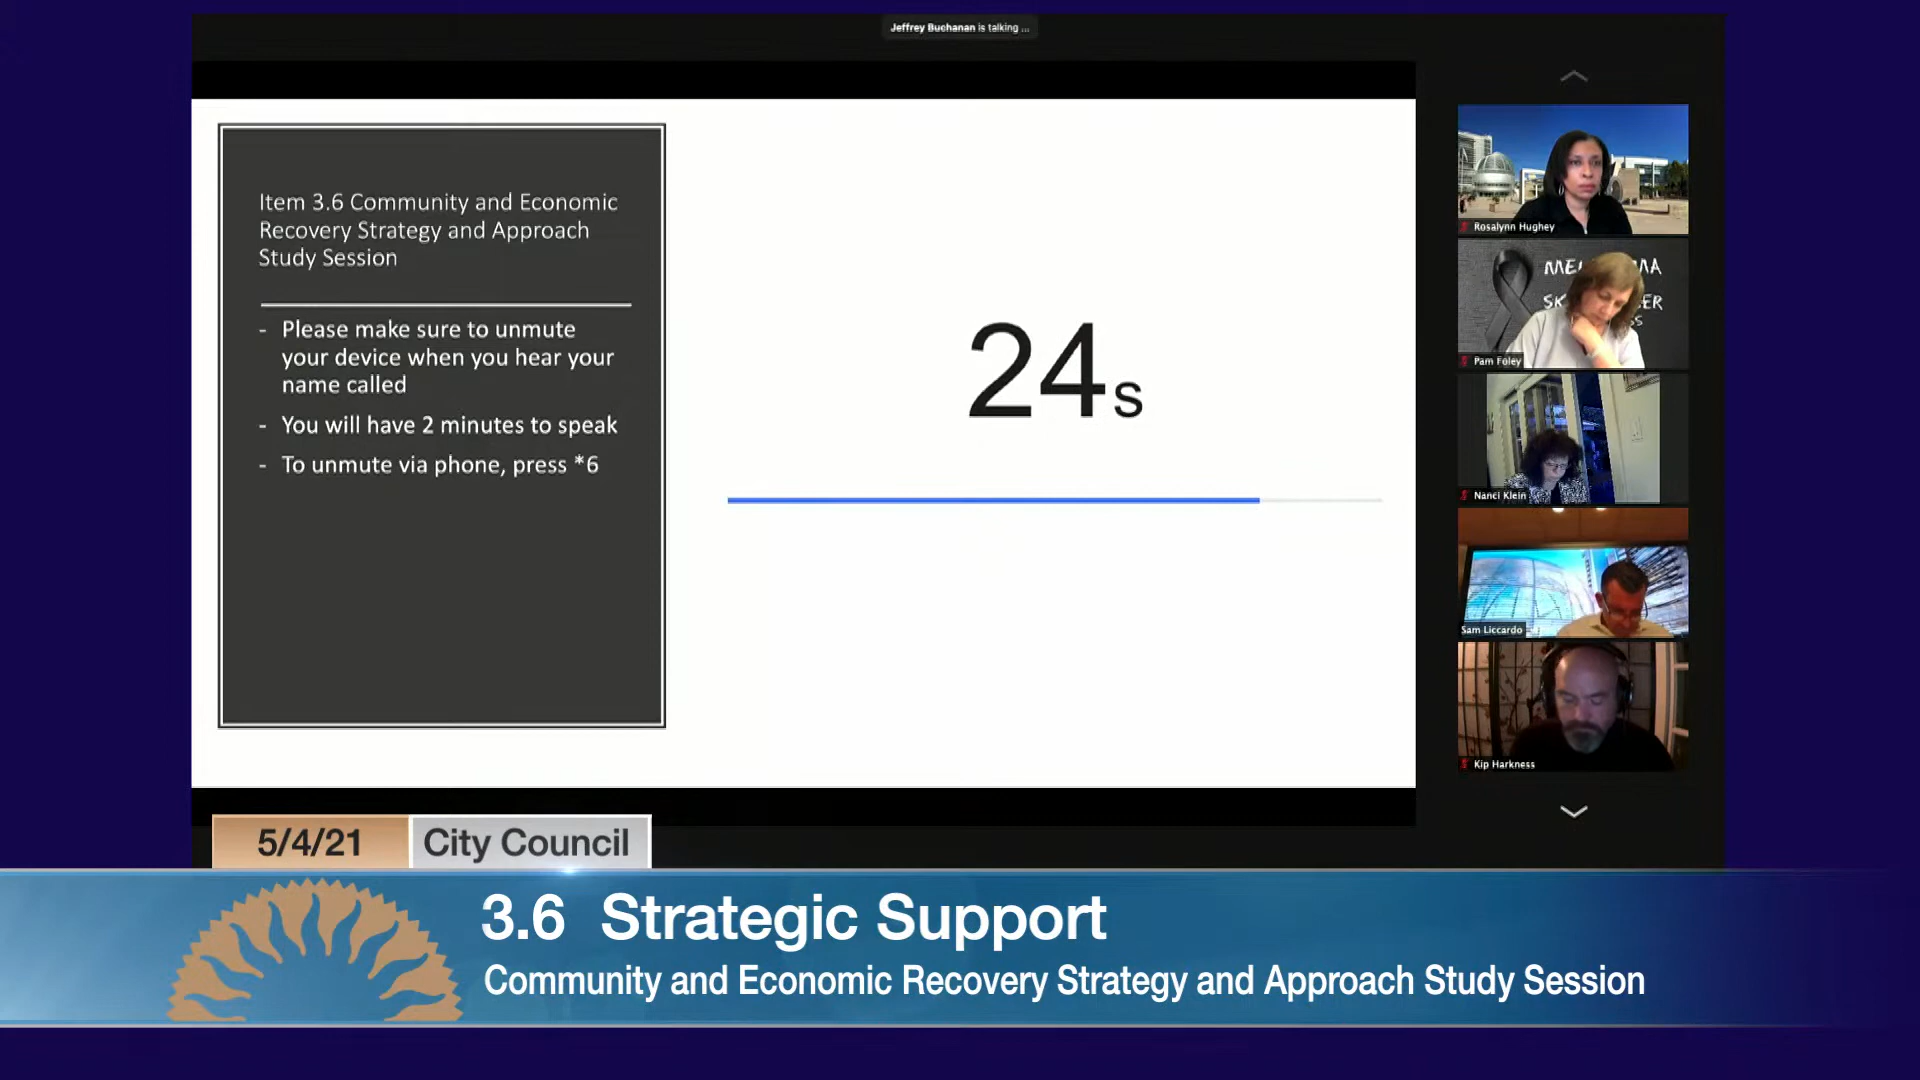 Jeffrey Buchanan is talking ...
Item 3.6 Community and Economic
Recovery Strategy and Approach
Study Session
- Please make sure to unmute
your device when you hear your
name called
- You will have 2 minutes to speak
- To unmute via phone, press *6
24s
Rosalynn Hughey
Pam Foley
Nanci Klein
Sam Liccardo
Kip Harkness
5/4/21
City Council
3.6 Strategic Support
Community and Economic Recovery Strategy and Approach Study Session